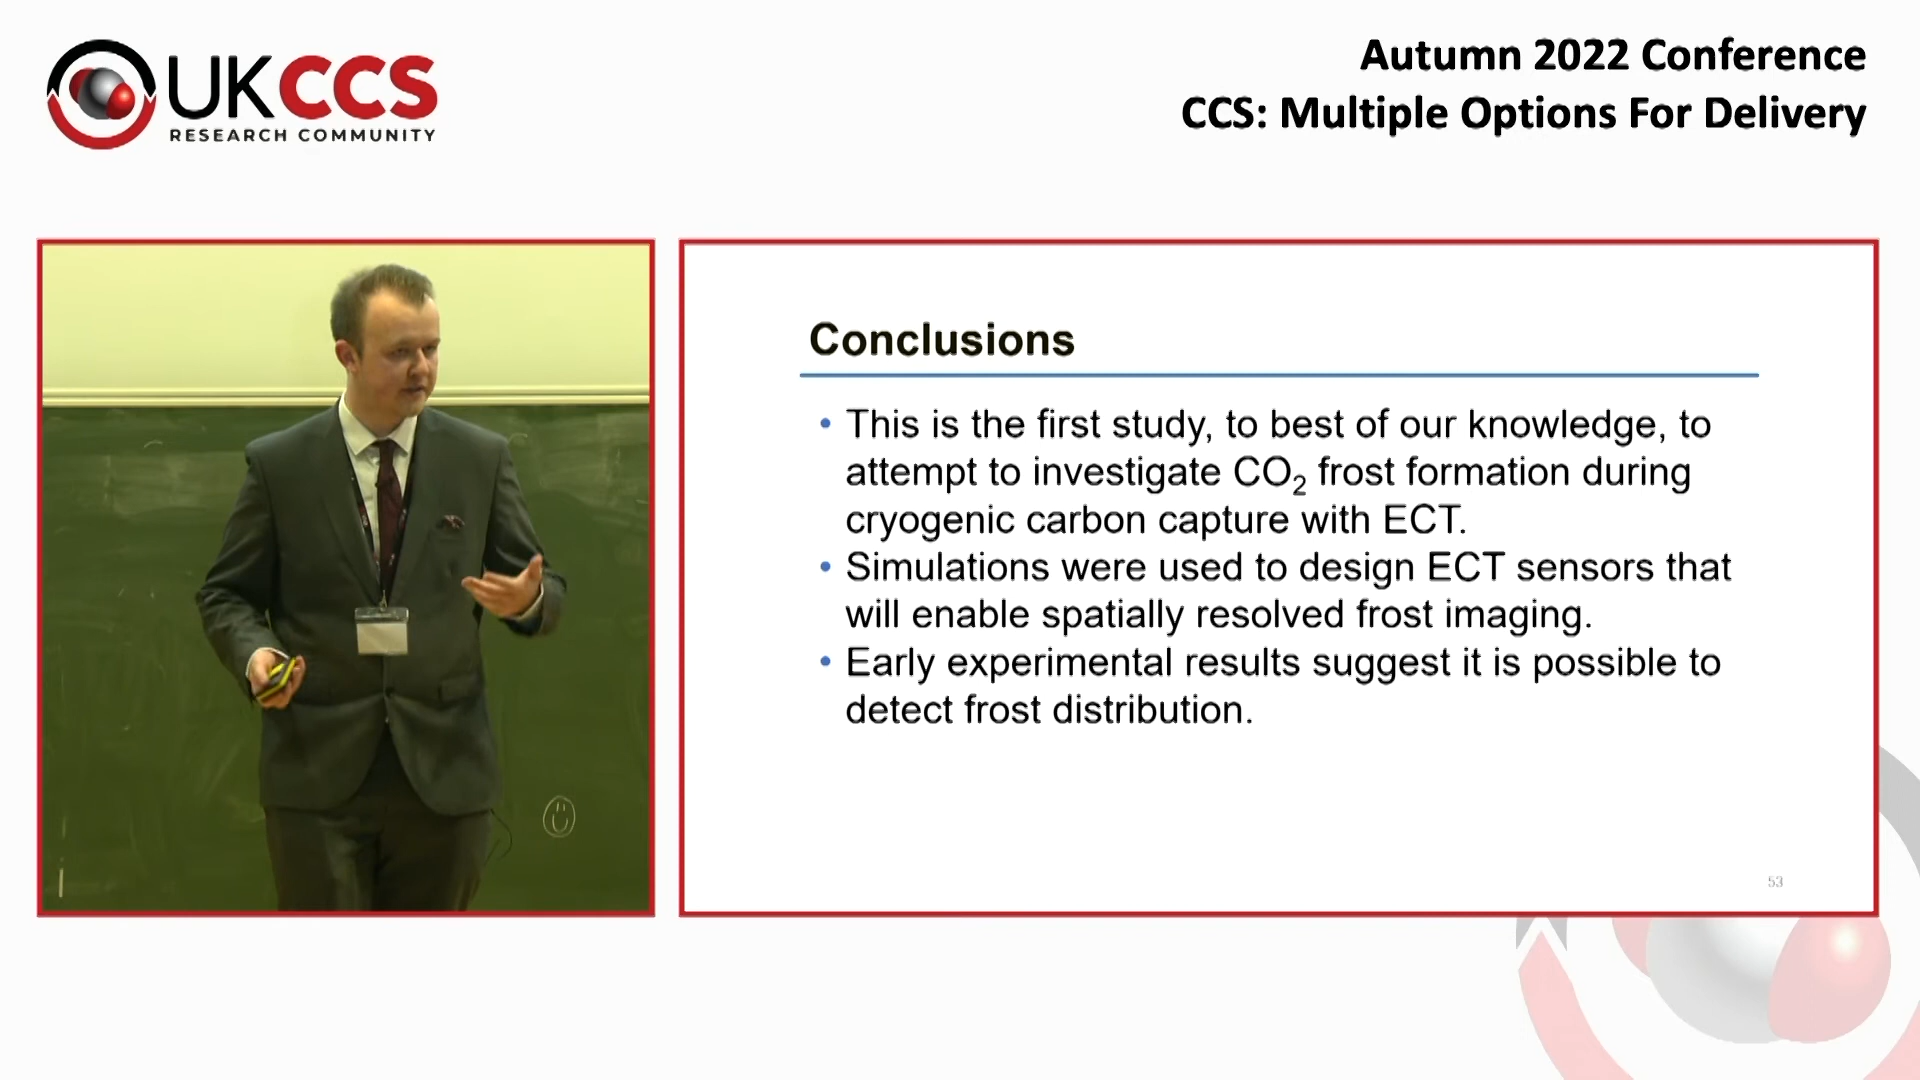 UKCCS
RESEARCH COMMUNITY
Autumn 2022 Conference
CCS: Multiple Options For Delivery
Conclusions
• This is the first study, to best of our knowledge, to
attempt to investigate CO₂ frost formation during
cryogenic carbon capture with ECT.
• Simulations were used to design ECT sensors that
will enable spatially resolved frost imaging.
• Early experimental results suggest it is possible to
detect frost distribution.
53